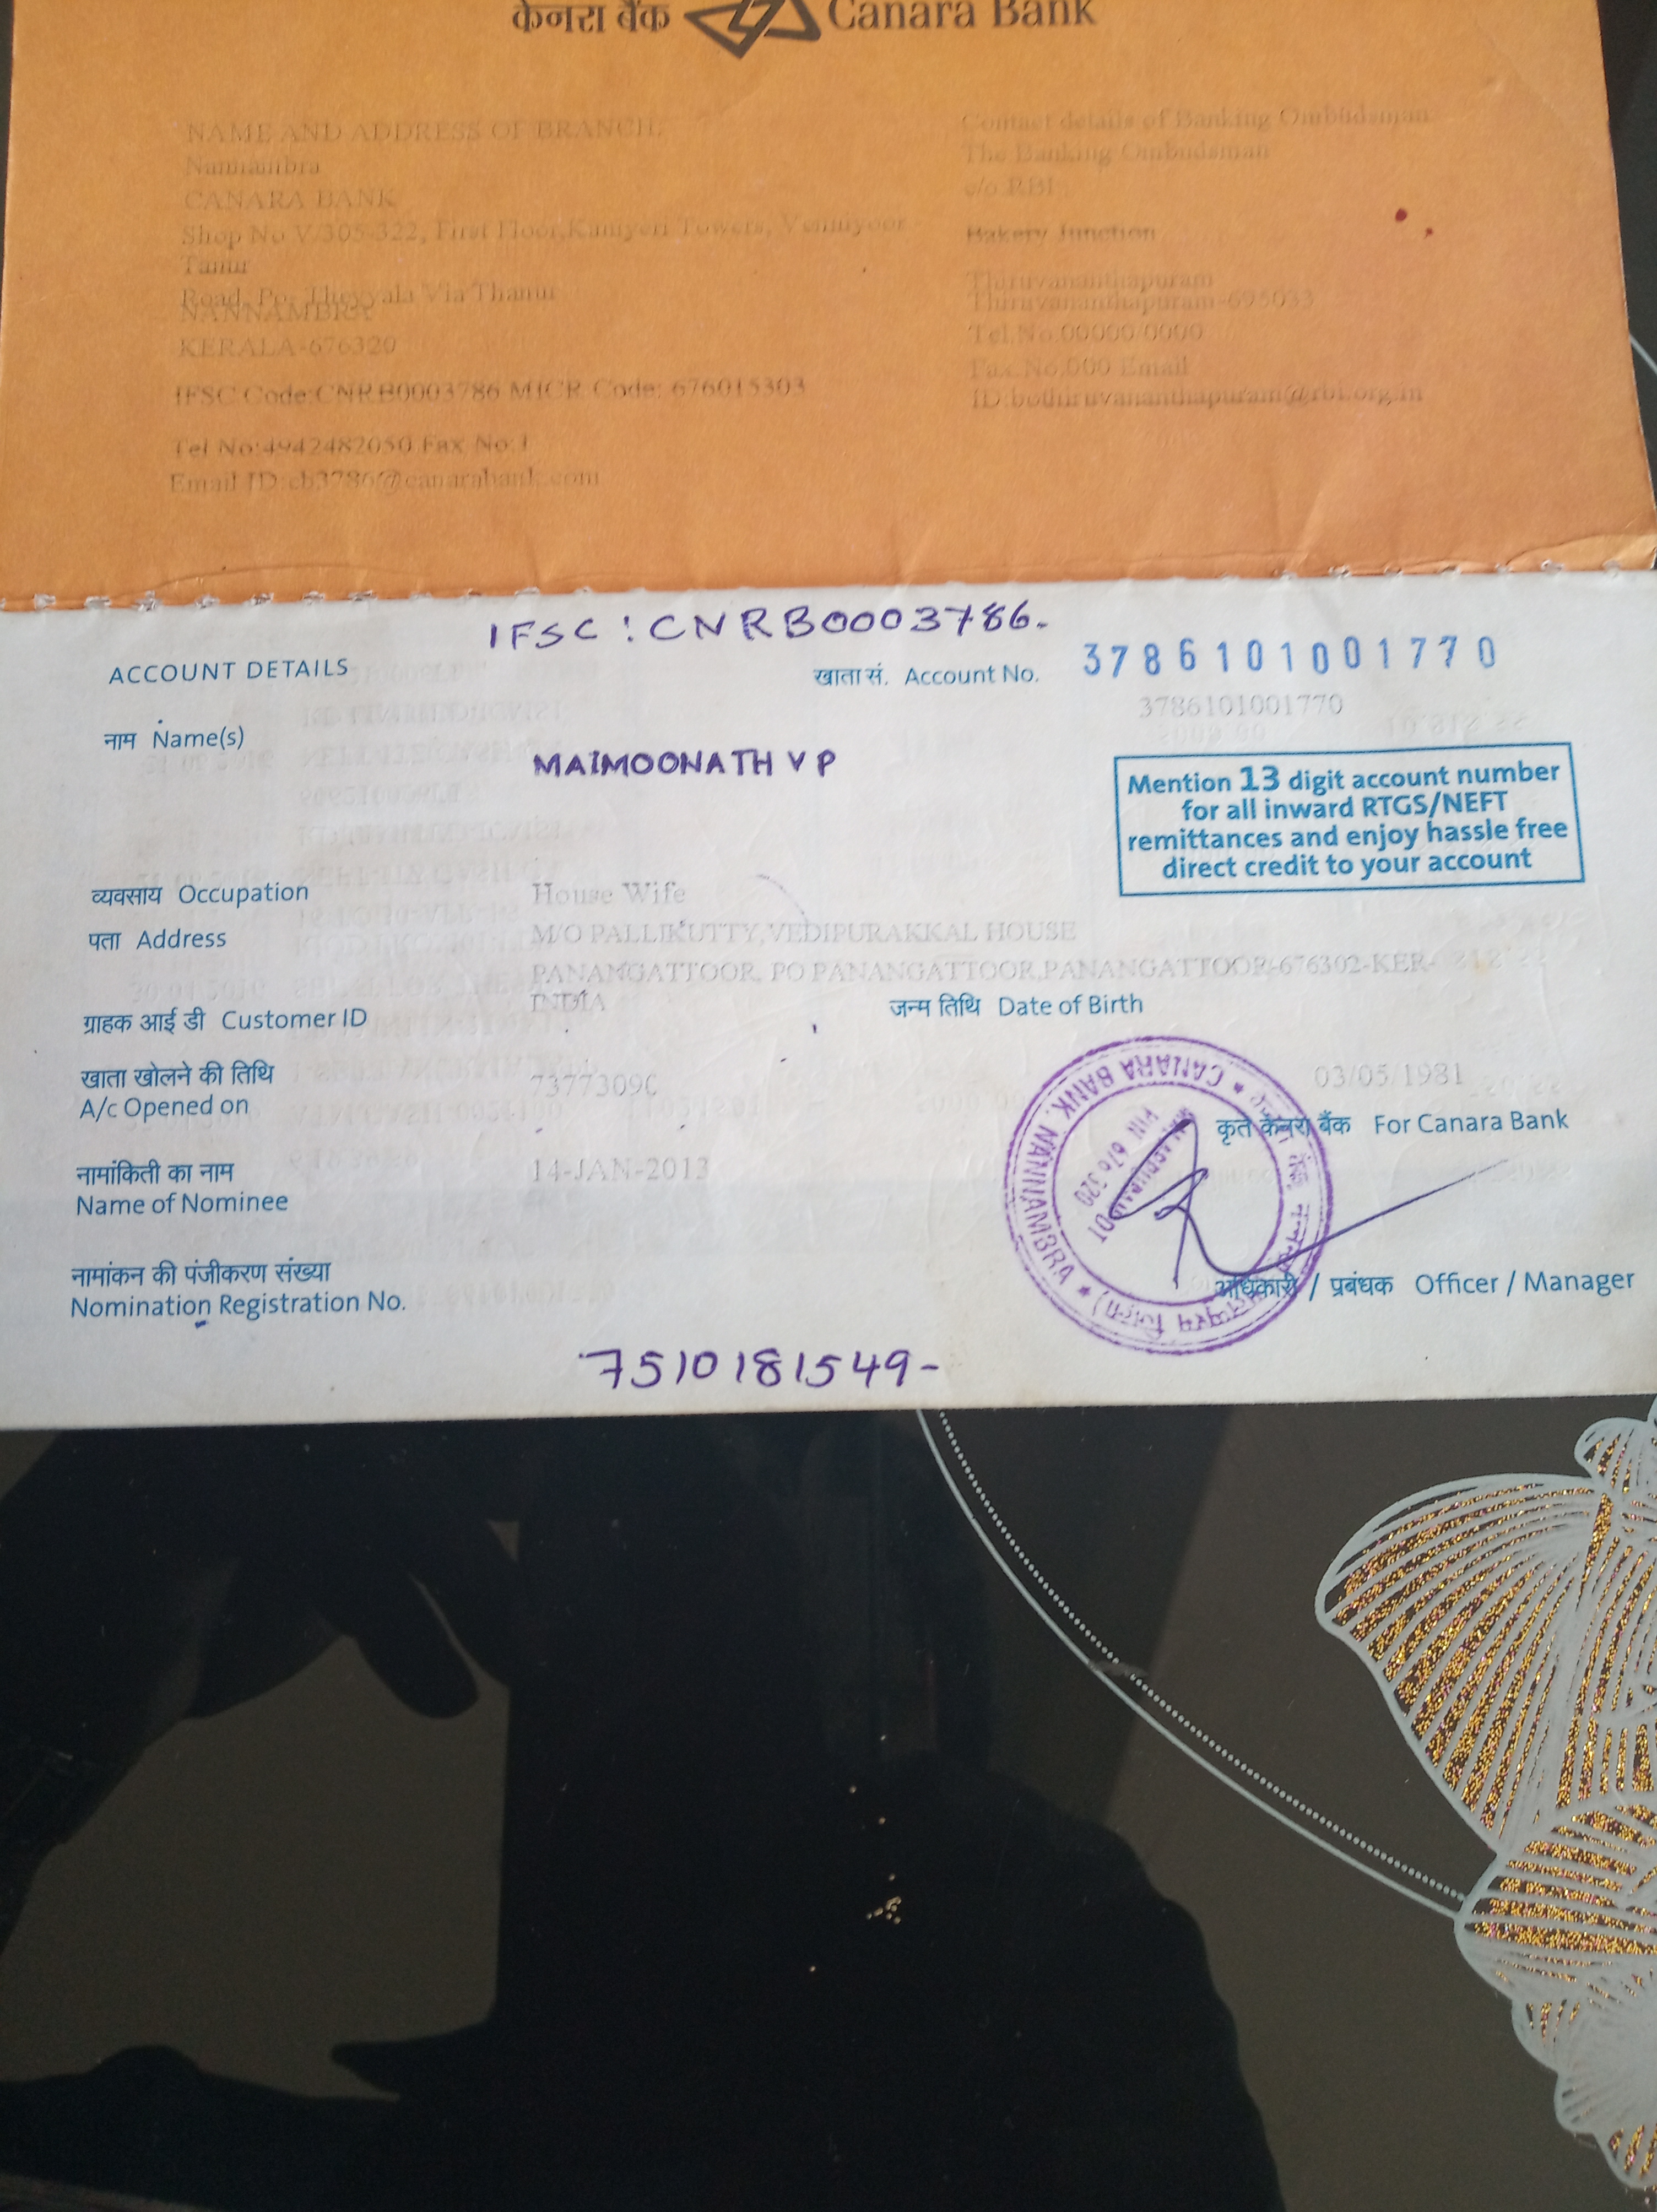 केनरा बैंक Canara Bank
NAME AND ADDRESS OF BRANCH
Nannambra
CANARA BANK
Shop No V/305-322, First Floor,Kaniyeri Towers, Venniyoor
Tanur
Road, Po- Theyyala Via Thanur
NANNAMBRA
KERALA-676320
IFSC Code:CNRB0003786 MICR Code: 676015303
Tel No:4942482050 Fax No:1
Email ID:cb3786@canarabank.com
Contact details of Banking Ombudsman
The Banking Ombudsman
c/o RBI
Bakery Junction
Thiruvananthapuram
Thiruvananthapuram-695033
Tel.No.00000/0000
Fax.No.000 Email
ID:bothiruvananthapuram@rbi.org.in
IFSC : CNRB0003786.
ACCOUNT DETAILS
खाता सं. Account No. 3786101001770
3786101001770
नाम Name(s)
MAIMOONATH V P
Mention 13 digit account number
for all inward RTGS/NEFT
remittances and enjoy hassle free
direct credit to your account
व्यवसाय Occupation House Wife
पता Address M/O PALLIKUTTY,VEDIPURAKKAL HOUSE
PANANGATTOOR, PO PANANGATTOOR,PANANGATTOOR-676302-KER-
INDIA
ग्राहक आई डी Customer ID
जन्म तिथि Date of Birth
खाता खोलने की तिथि
A/c Opened on
03/05/1981
कृते केनरा बैंक For Canara Bank
नामांकिती का नाम
Name of Nominee
14-JAN-2013
CANARA BANK, NANNAMBRA
PIN 676320
नामांकन की पंजीकरण संख्या
Nomination Registration No.
अधिकारी / प्रबंधक Officer / Manager
7510181549-